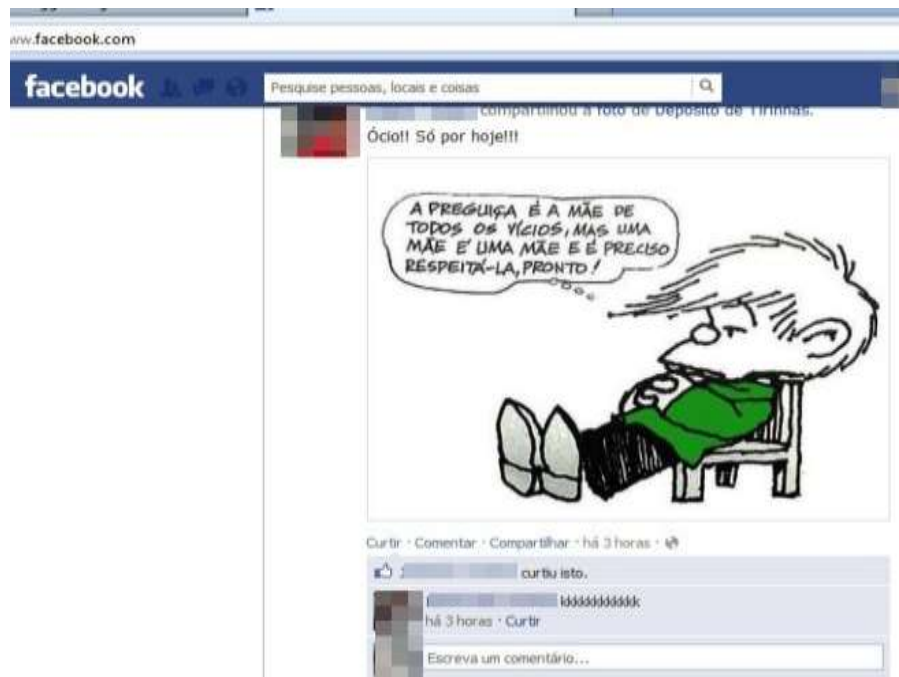 www.facebook.com
facebook
Pesquise pessoas, locais e coisas
compartilhou a foto de Depósito de Tirinhas.
Ócio!! Só por hoje!!!
A PREGUIÇA É A MÃE DE
TODOS OS VÍCIOS, MAS UMA
MÃE É UMA MÃE E É PRECISO
RESPEITÁ-LA, PRONTO!
Curtir · Comentar · Compartilhar · há 3 horas ·
curtiu isto.
kkkkkkkkkkk
há 3 horas · Curtir
Escreva um comentário...